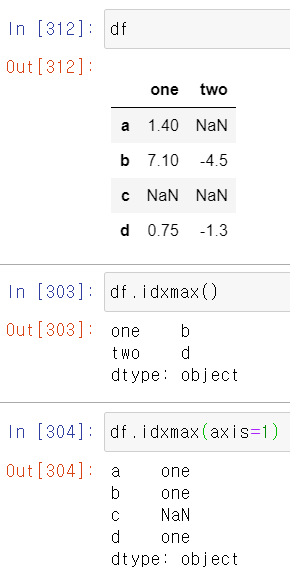 In [312]: df
Out[312]:
one two
a 1.40 NaN
b 7.10 -4.5
c NaN NaN
d 0.75 -1.3
In [303]: df.idxmax()
Out[303]: one b
two d
dtype: object
In [304]: df.idxmax(axis=1)
Out[304]: a one
b one
c NaN
d one
dtype: object